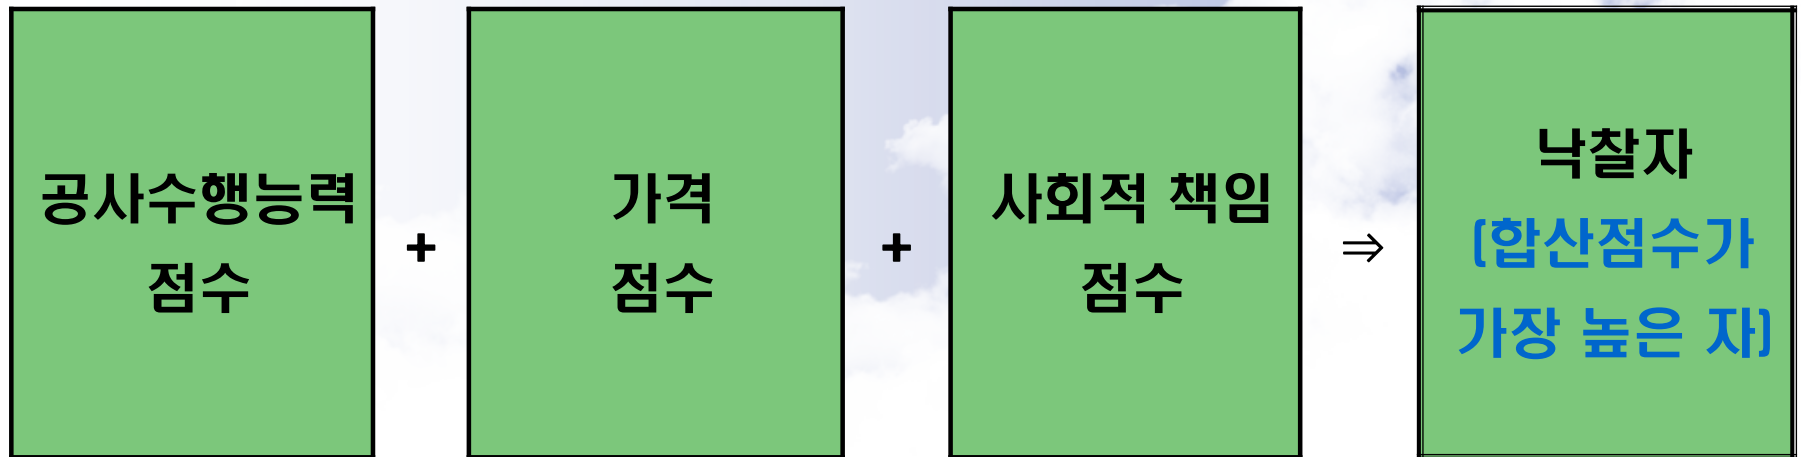 공사수행능력
점수
+
가격
점수
+
사회적 책임
점수
⇒
낙찰자
(합산점수가
가장 높은 자)